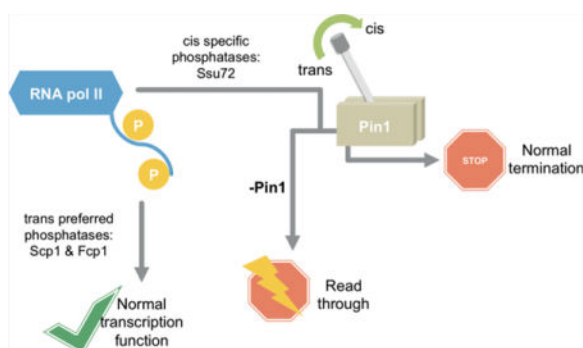 cis specific
phosphatases:
Ssu72
cis
trans
RNA pol II
P
P
Pin1
STOP
Normal
termination
-Pin1
trans preferred
phosphatases:
Scp1 & Fcp1
Normal
transcription
function
Read
through